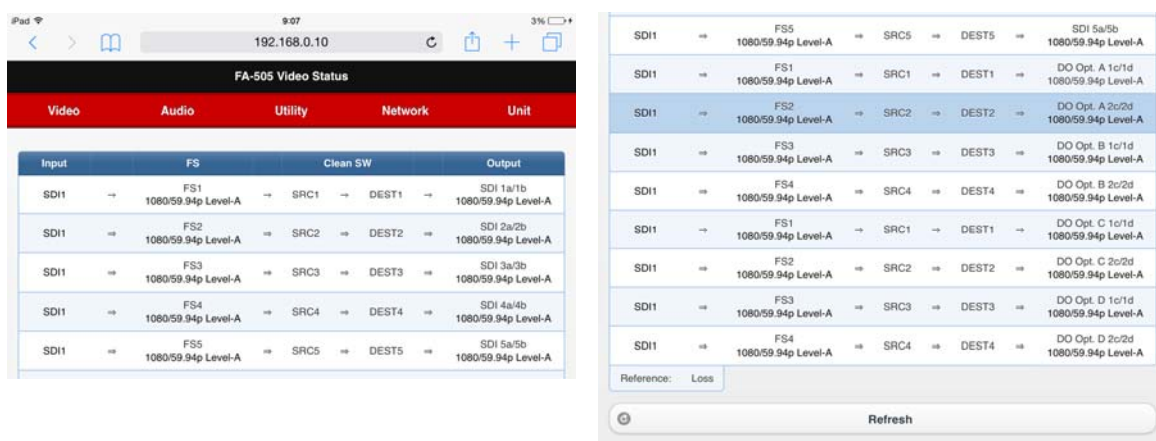 iPad 9:07 3%
192.168.0.10
FA-505 Video Status
Video Audio Utility Network Unit
Input FS Clean SW Output
SDI1 → FS1 → SRC1 → DEST1 → SDI 1a/1b
1080/59.94p Level-A 1080/59.94p Level-A
SDI1 ⇒ FS2 ⇒ SRC2 ⇒ DEST2 ⇒ SDI 2a/2b
1080/59.94p Level-A 1080/59.94p Level-A
SDI1 ⇒ FS3 ⇒ SRC3 ⇒ DEST3 ⇒ SDI 3a/3b
1080/59.94p Level-A 1080/59.94p Level-A
SDI1 ⇒ FS4 ⇒ SRC4 ⇒ DEST4 ⇒ SDI 4a/4b
1080/59.94p Level-A 1080/59.94p Level-A
SDI1 ⇒ FS5 ⇒ SRC5 ⇒ DEST5 ⇒ SDI 5a/5b
1080/59.94p Level-A 1080/59.94p Level-A
SDI1 ⇒ FS5 ⇒ SRC5 ⇒ DEST5 ⇒ SDI 5a/5b
1080/59.94p Level-A 1080/59.94p Level-A
SDI1 ⇒ FS1 ⇒ SRC1 ⇒ DEST1 ⇒ DO Opt. A 1c/1d
1080/59.94p Level-A 1080/59.94p Level-A
SDI1 ⇒ FS2 ⇒ SRC2 ⇒ DEST2 ⇒ DO Opt. A 2c/2d
1080/59.94p Level-A 1080/59.94p Level-A
SDI1 ⇒ FS3 ⇒ SRC3 ⇒ DEST3 ⇒ DO Opt. B 1c/1d
1080/59.94p Level-A 1080/59.94p Level-A
SDI1 ⇒ FS4 ⇒ SRC4 ⇒ DEST4 ⇒ DO Opt. B 2c/2d
1080/59.94p Level-A 1080/59.94p Level-A
SDI1 → FS1 → SRC1 → DEST1 → DO Opt. C 1c/1d
1080/59.94p Level-A 1080/59.94p Level-A
SDI1 ⇒ FS2 ⇒ SRC2 ⇒ DEST2 ⇒ DO Opt. C 2c/2d
1080/59.94p Level-A 1080/59.94p Level-A
SDI1 ⇒ FS3 ⇒ SRC3 ⇒ DEST3 ⇒ DO Opt. D 1c/1d
1080/59.94p Level-A 1080/59.94p Level-A
SDI1 ⇒ FS4 ⇒ SRC4 ⇒ DEST4 ⇒ DO Opt. D 2c/2d
1080/59.94p Level-A 1080/59.94p Level-A
Reference: Loss
Refresh